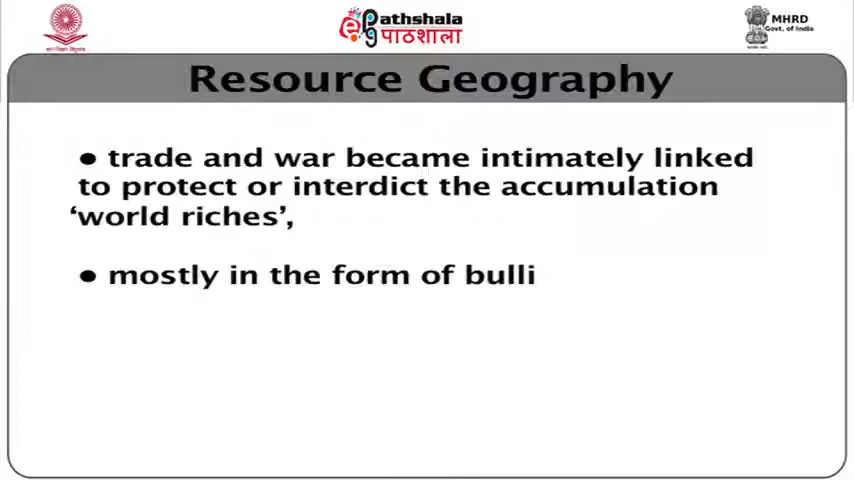 ePathshala
पाठशाला
MHRD
Govt. of India
Resource Geography
● trade and war became intimately linked
to protect or interdict the accumulation
‘world riches’,
● mostly in the form of bulli